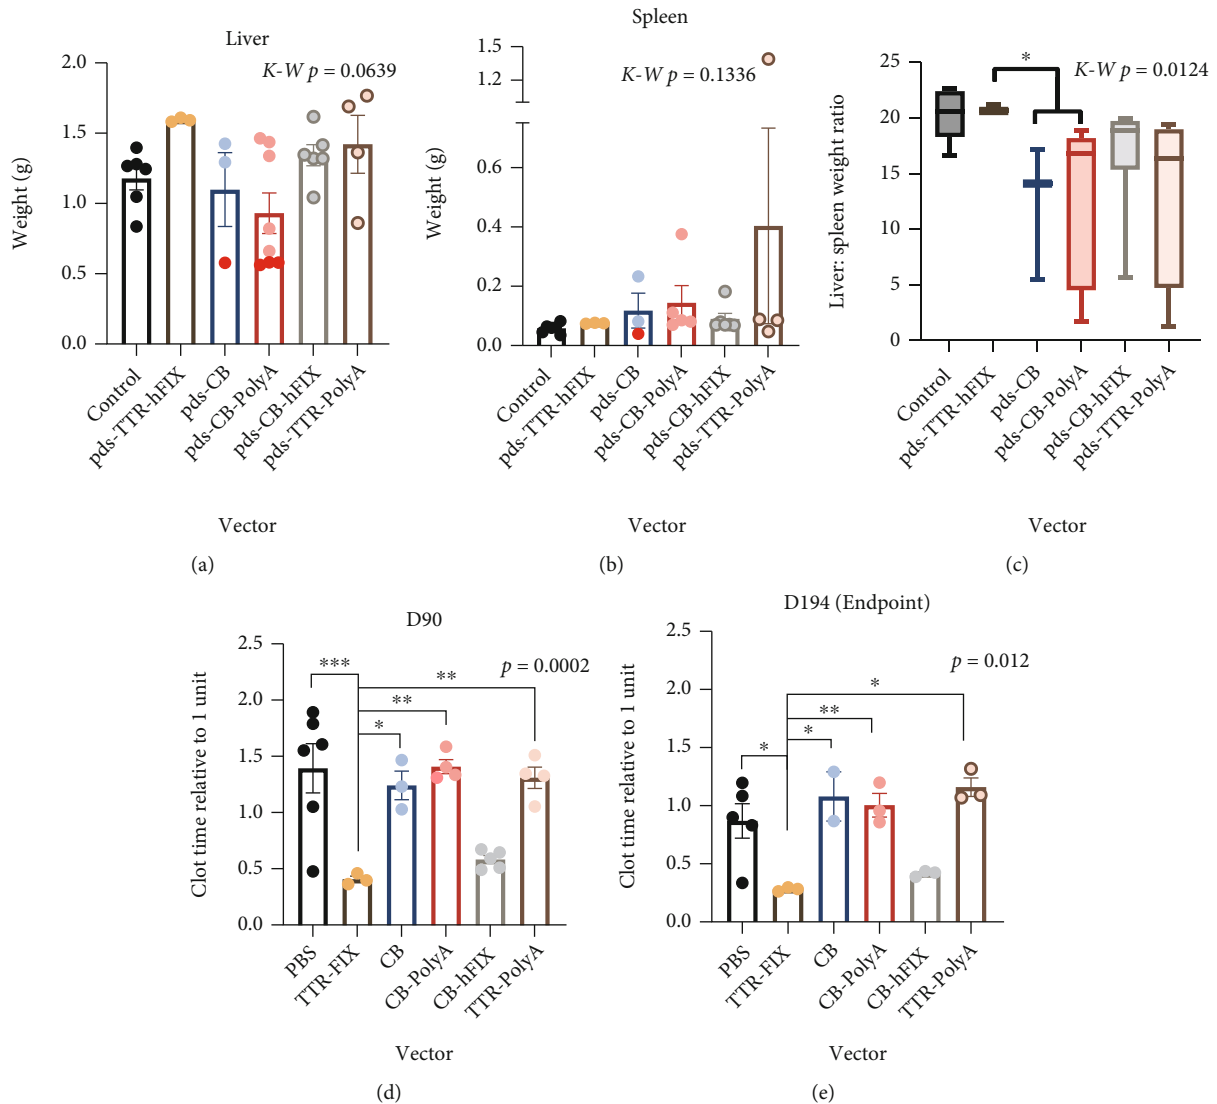 Liver
K-W p = 0.0639
Weight (g)
2.0
1.5
1.0
0.5
0.0
Control
pds-TTR-hFIX
pds-CB
pds-CB-PolyA
pds-CB-hFIX
pds-TTR-PolyA
Vector
(a)
Spleen
K-W p = 0.1336
Weight (g)
1.5
1.2
0.6
0.4
0.2
0.0
Control
pds-TTR-hFIX
pds-CB
pds-CB-PolyA
pds-CB-hFIX
pds-TTR-PolyA
Vector
(b)
*
K-W p = 0.0124
Liver: spleen weight ratio
25
20
15
10
5
0
Control
pds-TTR-hFIX
pds-CB
pds-CB-PolyA
pds-CB-hFIX
pds-TTR-PolyA
Vector
(c)
D90
p = 0.0002
***
**
**
*
Clot time relative to 1 unit
2.5
2.0
1.5
1.0
0.5
0.0
PBS
TTR-FIX
CB
CB-PolyA
CB-hFIX
TTR-PolyA
Vector
(d)
D194 (Endpoint)
p = 0.012
*
**
*
*
Clot time relative to 1 unit
2.5
2.0
1.5
1.0
0.5
0.0
PBS
TTR-FIX
CB
CB-PolyA
CB-hFIX
TTR-PolyA
Vector
(e)